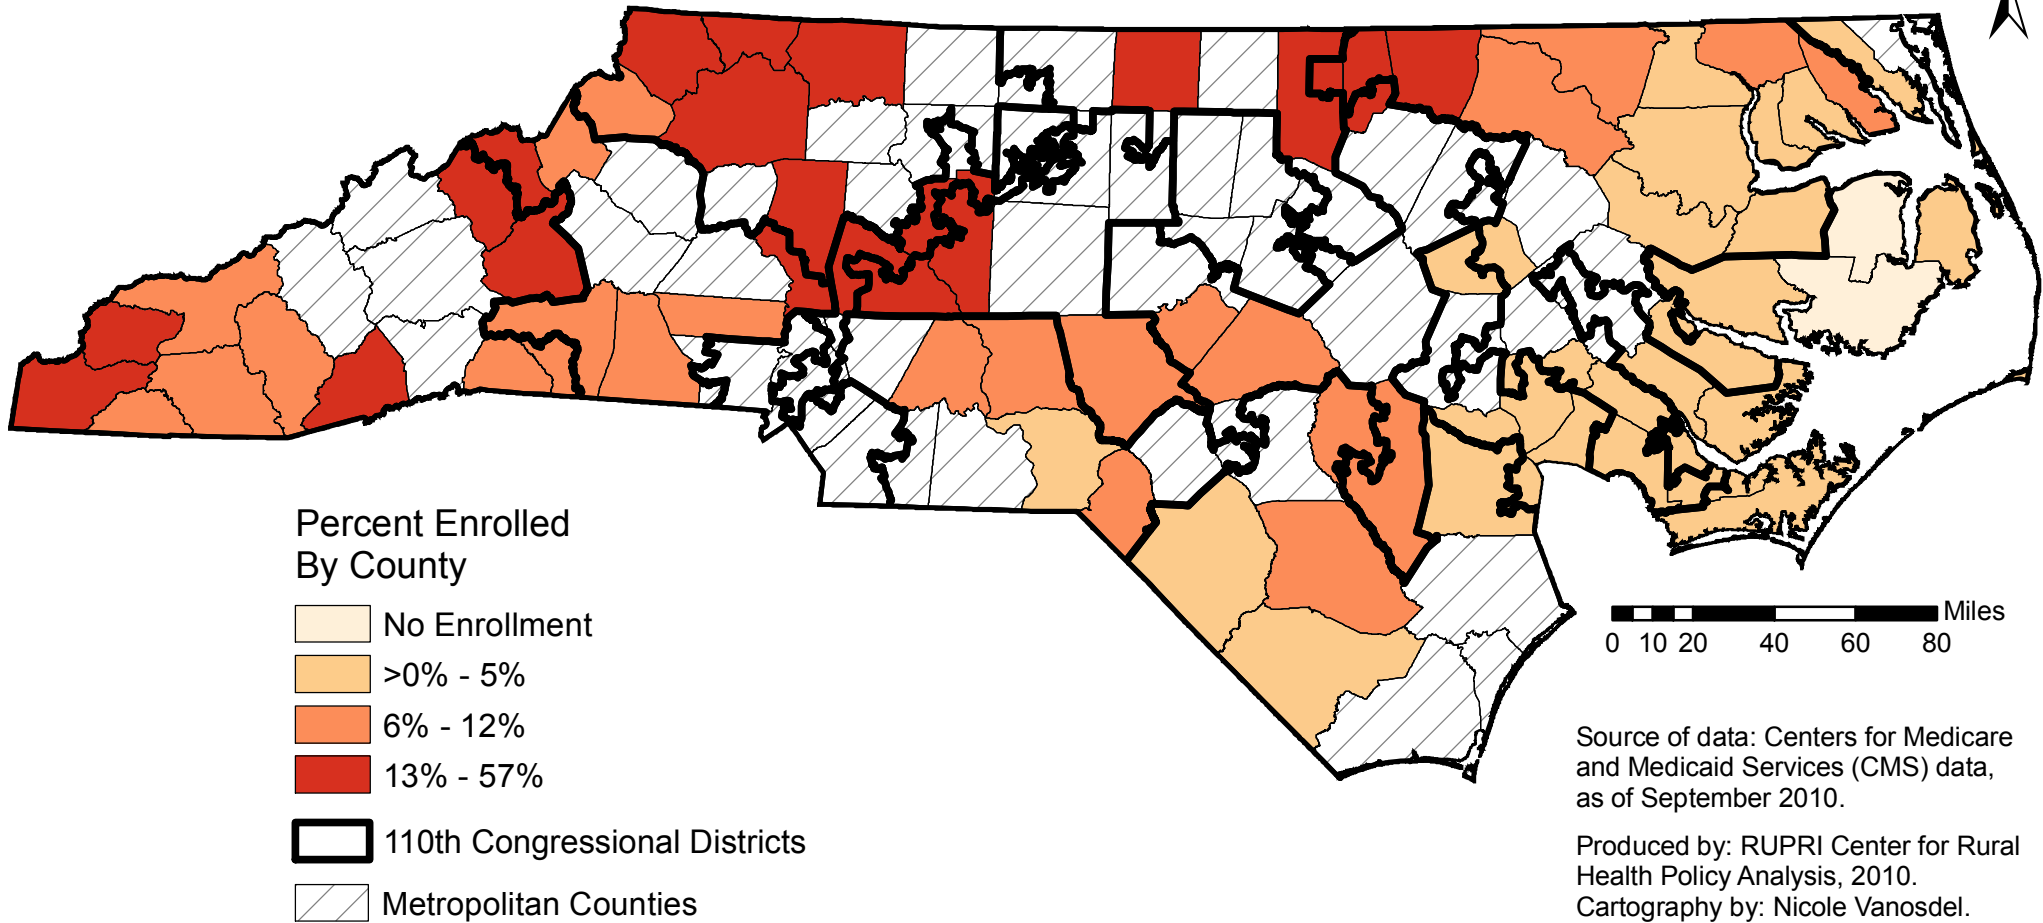 Percent Enrolled
By County
No Enrollment
>0% - 5%
6% - 12%
13% - 57%
110th Congressional Districts
Metropolitan Counties
Miles
0 10 20 40 60 80
Source of data: Centers for Medicare
and Medicaid Services (CMS) data,
as of September 2010.
Produced by: RUPRI Center for Rural
Health Policy Analysis, 2010.
Cartography by: Nicole Vanosdel.